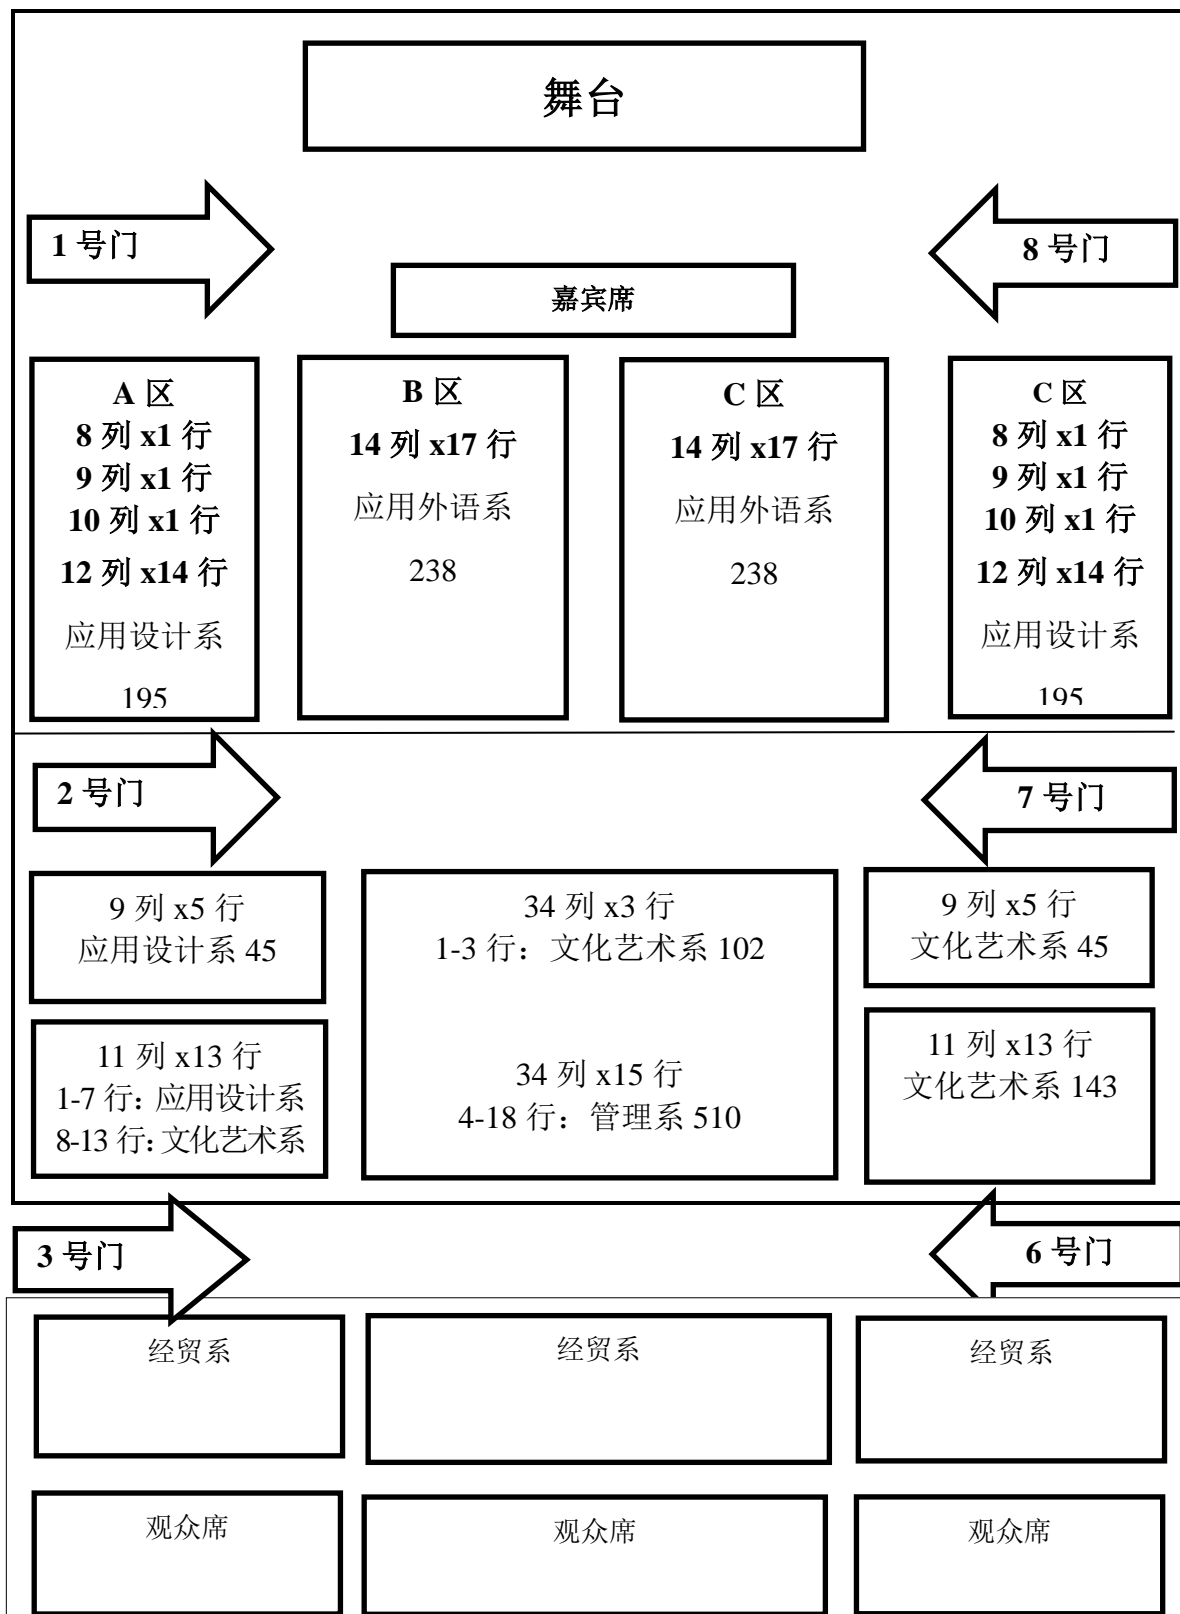 舞台
1 号门
8 号门
嘉宾席
A 区
8 列 x1 行
9 列 x1 行
10 列 x1 行
12 列 x14 行
应用设计系
195
B 区
14 列 x17 行
应用外语系
238
C 区
14 列 x17 行
应用外语系
238
C 区
8 列 x1 行
9 列 x1 行
10 列 x1 行
12 列 x14 行
应用设计系
195
2 号门
7 号门
9 列 x5 行
应用设计系 45
34 列 x3 行
1-3 行：文化艺术系 102
34 列 x15 行
4-18 行：管理系 510
9 列 x5 行
文化艺术系 45
11 列 x13 行
1-7 行：应用设计系
8-13 行：文化艺术系
11 列 x13 行
文化艺术系 143
3 号门
6 号门
经贸系
经贸系
经贸系
观众席
观众席
观众席